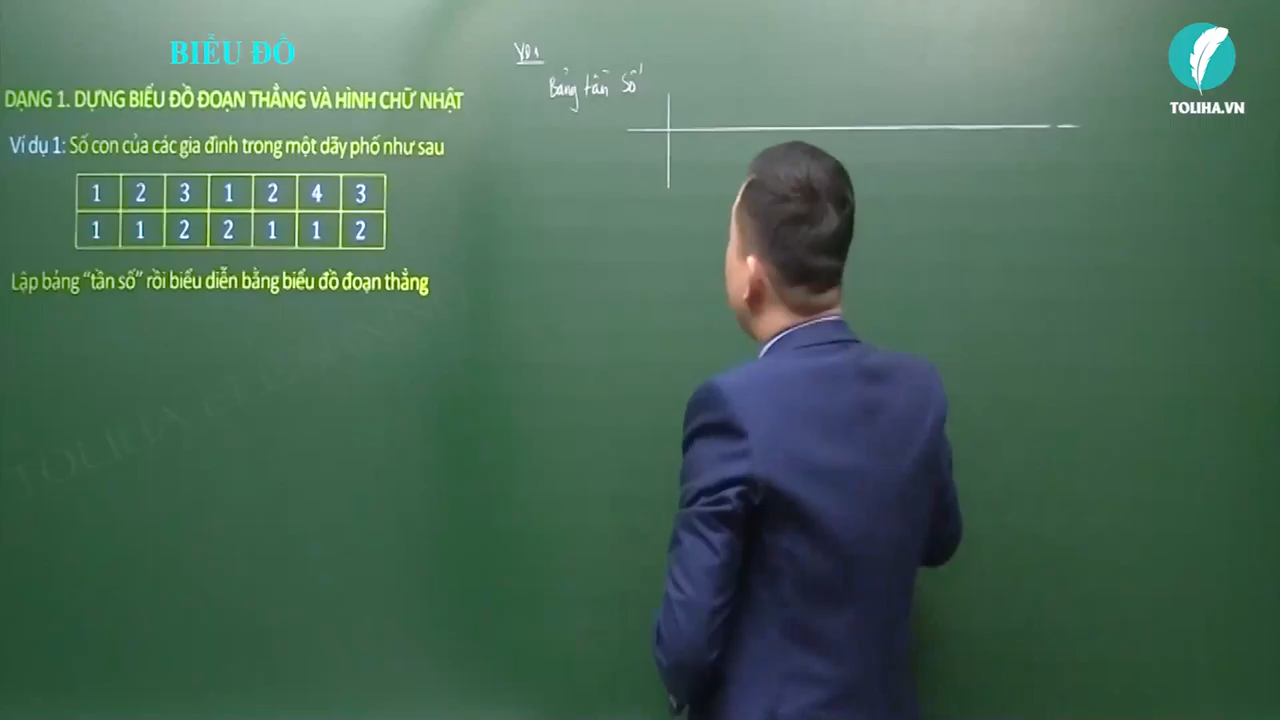 BIỂU ĐỒ
DẠNG 1. DỰNG BIỂU ĐỒ ĐOẠN THẲNG VÀ HÌNH CHỮ NHẬT
Ví dụ 1: Số con của các gia đình trong một dãy phố như sau
1 2 3 1 2 4 3
1 1 2 2 1 1 2
Lập bảng “tần số” rồi biểu diễn bằng biểu đồ đoạn thẳng
VD1
Bảng tần số
TOLIHA.VN